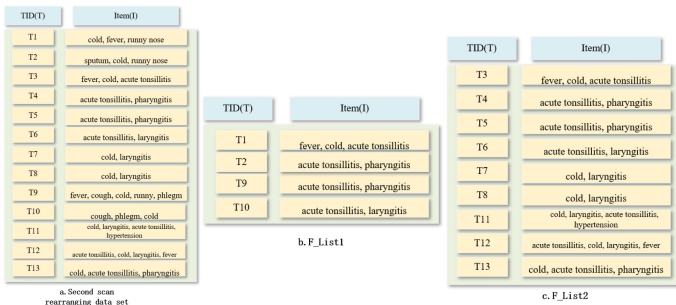 TID(T) Item(I)
T1 cold, fever, runny nose
T2 sputum, cold, runny nose
T3 fever, cold, acute tonsillitis
T4 acute tonsillitis, pharyngitis
T5 acute tonsillitis, pharyngitis
T6 acute tonsillitis, laryngitis
T7 cold, laryngitis
T8 cold, laryngitis
T9 fever, cough, cold, runny, phlegm
T10 cough, phlegm, cold
T11 cold, laryngitis, acute tonsillitis,
hypertension
T12 acute tonsillitis, cold, laryngitis, fever
T13 cold, acute tonsillitis, pharyngitis
a. Second scan
rearranging data set
TID(T) Item(I)
T1 fever, cold, acute tonsillitis
T2 acute tonsillitis, pharyngitis
T9 acute tonsillitis, pharyngitis
T10 acute tonsillitis, laryngitis
b. F_List1
TID(T) Item(I)
T3 fever, cold, acute tonsillitis
T4 acute tonsillitis, pharyngitis
T5 acute tonsillitis, pharyngitis
T6 acute tonsillitis, laryngitis
T7 cold, laryngitis
T8 cold, laryngitis
T11 cold, laryngitis, acute tonsillitis,
hypertension
T12 acute tonsillitis, cold, laryngitis, fever
T13 cold, acute tonsillitis, pharyngitis
c. F_List2